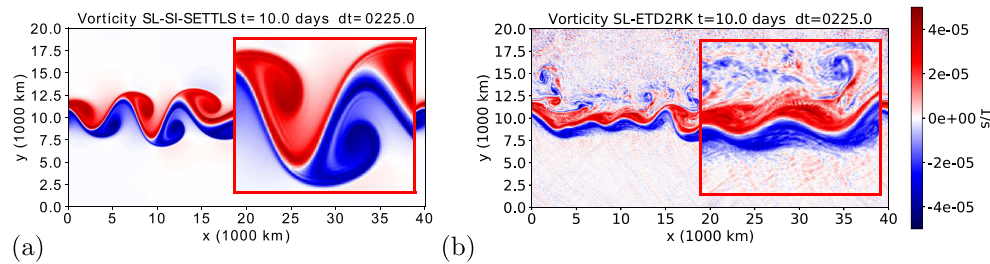 Vorticity SL-SI-SETTLS t= 10.0 days dt=0225.0
20.0
17.5
15.0
12.5
10.0
7.5
5.0
2.5
0.0
y (1000 km)
0 5 10 15 20 25 30 35 40
x (1000 km)
(a)
Vorticity SL-ETD2RK t=10.0 days dt=0225.0
20.0
17.5
15.0
12.5
10.0
7.5
5.0
2.5
0.0
y (1000 km)
0 5 10 15 20 25 30 35 40
x (1000 km)
(b)
4e-05
2e-05
0e+00
-2e-05
-4e-05
1/s